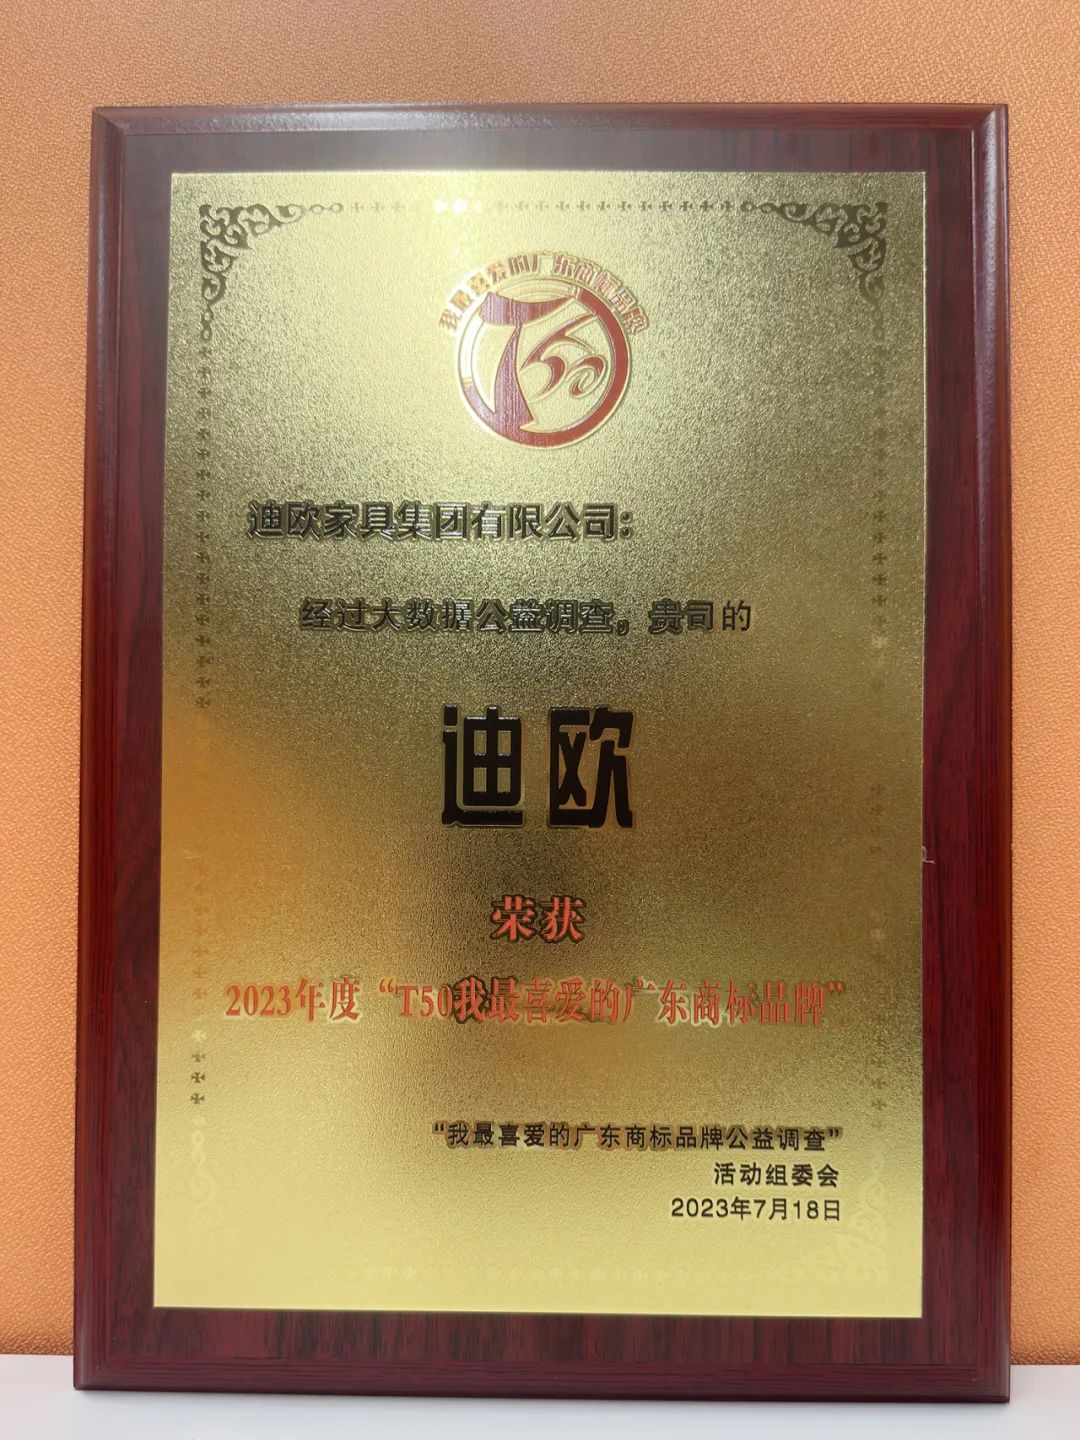 我最喜爱的广东商标品牌
T50
迪欧家具集团有限公司：
经过大数据公益调查，贵司的
迪欧
荣获
2023年度“T50我最喜爱的广东商标品牌”。
“我最喜爱的广东商标品牌公益调查”
活动组委会
2023年7月18日